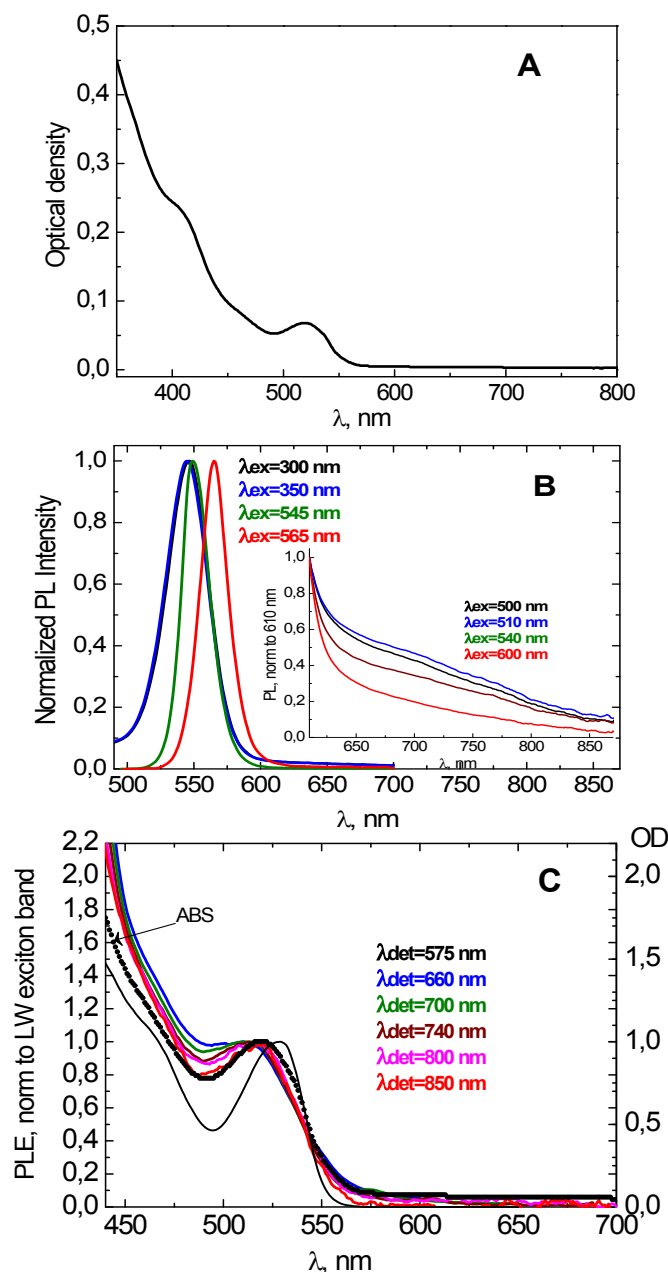 0,5
A
0,4
0,3
0,2
0,1
0,0
Optical density
400 500 600 700 800
λ, nm
1,0
0,8
0,6
0,4
0,2
0,0
Normalized PL Intensity
λex=300 nm
λex=350 nm
λex=545 nm
λex=565 nm
B
1,0
0,8
0,6
0,4
0,2
0,0
PL, norm to 610 nm
λex=500 nm
λex=510 nm
λex=540 nm
λex=600 nm
650 700 750 800 850
λ, nm
500 550 600 650 700 750 800 850
λ, nm
2,2
2,0
1,8
1,6
1,4
1,2
1,0
0,8
0,6
0,4
0,2
0,0
PLE, norm to LW exciton band
ABS
C
λdet=575 nm
λdet=660 nm
λdet=700 nm
λdet=740 nm
λdet=800 nm
λdet=850 nm
OD
2,0
1,5
1,0
0,5
0,0
450 500 550 600 650 700
λ, nm